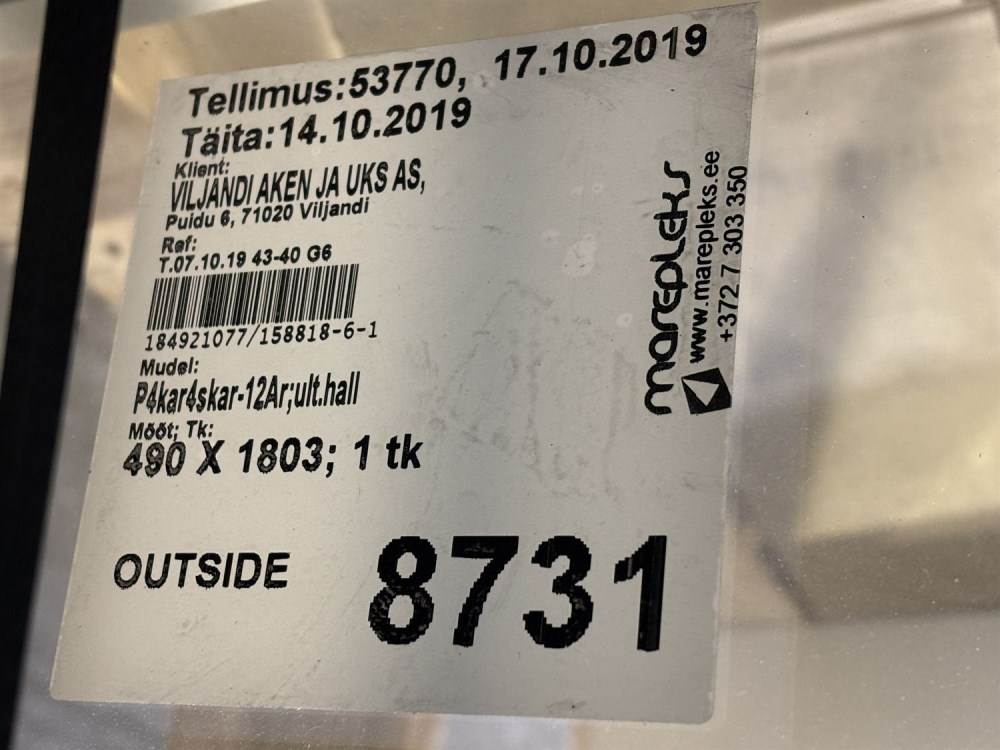 Tellimus:53770, 17.10.2019
Täita:14.10.2019
Klient:
VILJANDI AKEN JA UKS AS,
Puidu 6, 71020 Viljandi
Ref:
T.07.10.19 43-40 G6
184921077/158818-6-1
Mudel:
P4kar4skar-12Ar;ult.hall
Mõõt; Tk:
490 X 1803; 1 tk
OUTSIDE 8731
marepleks
www.marepleks.ee
+372 7 303 350